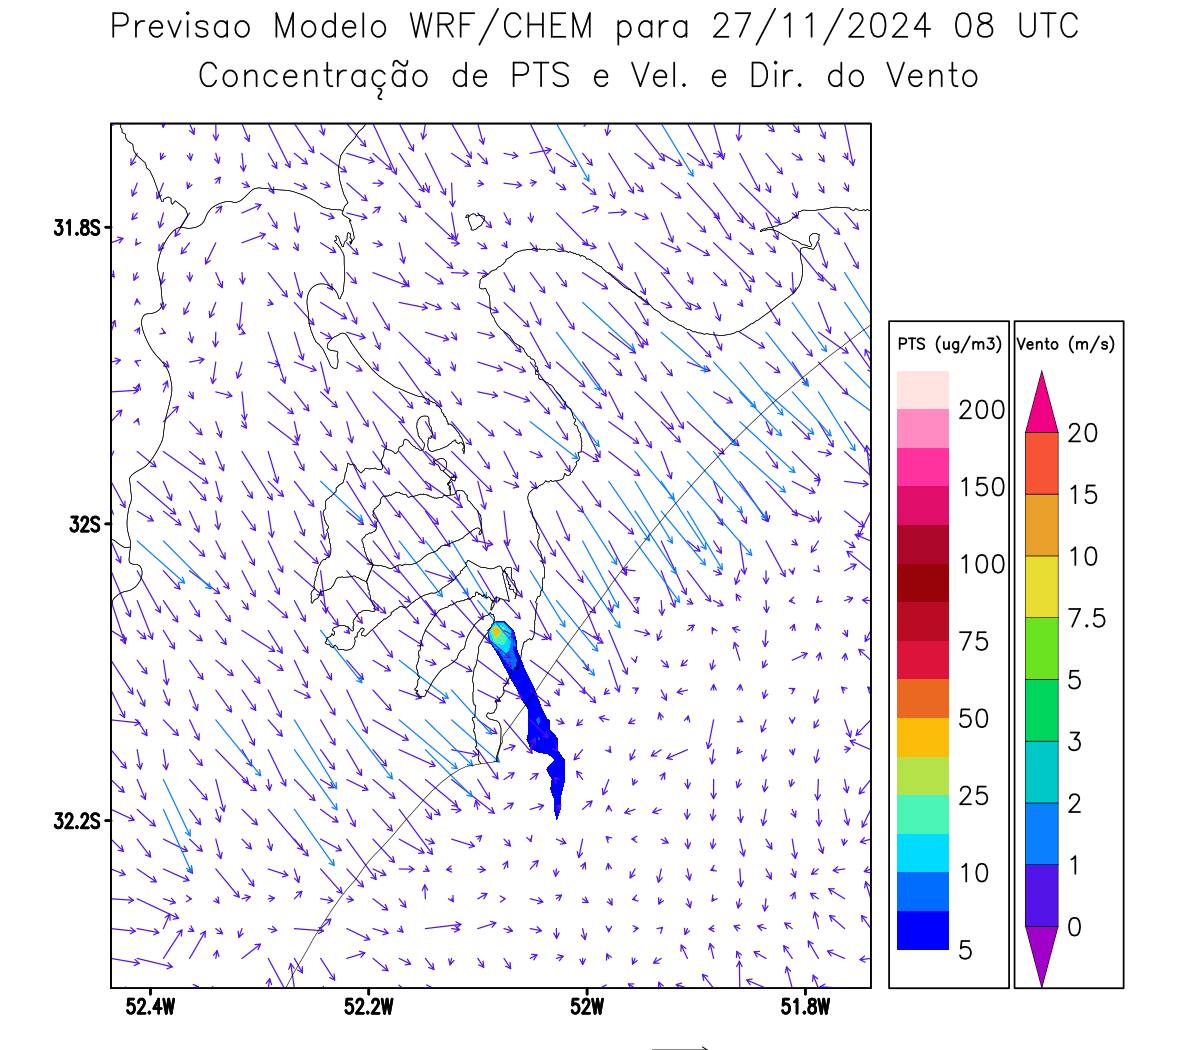 Previsao Modelo WRF/CHEM para 27/11/2024 08 UTC
Concentração de PTS e Vel. e Dir. do Vento
31.8S
32S
32.2S
52.4W
52.2W
52W
51.8W
PTS (ug/m3)
200
150
100
75
50
25
10
5
Vento (m/s)
20
15
10
7.5
5
3
2
1
0